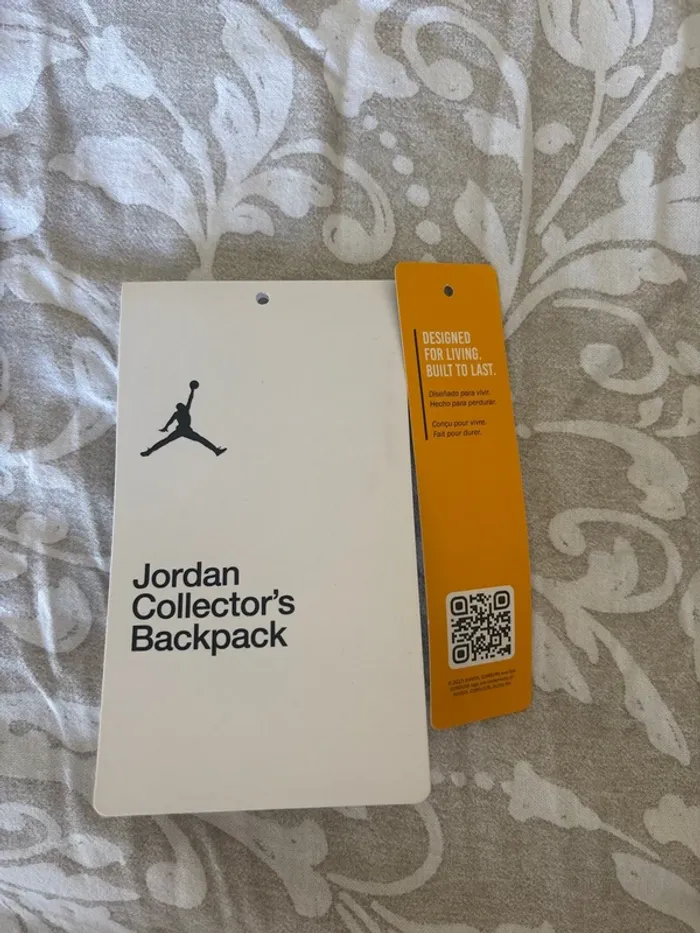 Jordan
Collector's
Backpack
DESIGNED
FOR LIVING.
BUILT TO LAST.
Diseñado para vivir.
Hecho para perdurar.
Conçu pour vivre.
Fait pour durer.